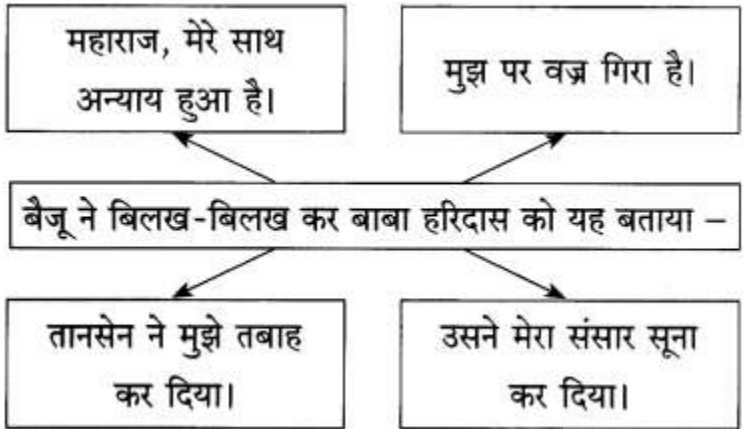 महाराज, मेरे साथ
अन्याय हुआ है।
मुझ पर वज्र गिरा है।
बैजू ने बिलख-बिलख कर बाबा हरिदास को यह बताया –
तानसेन ने मुझे तबाह
कर दिया।
उसने मेरा संसार सूना
कर दिया।